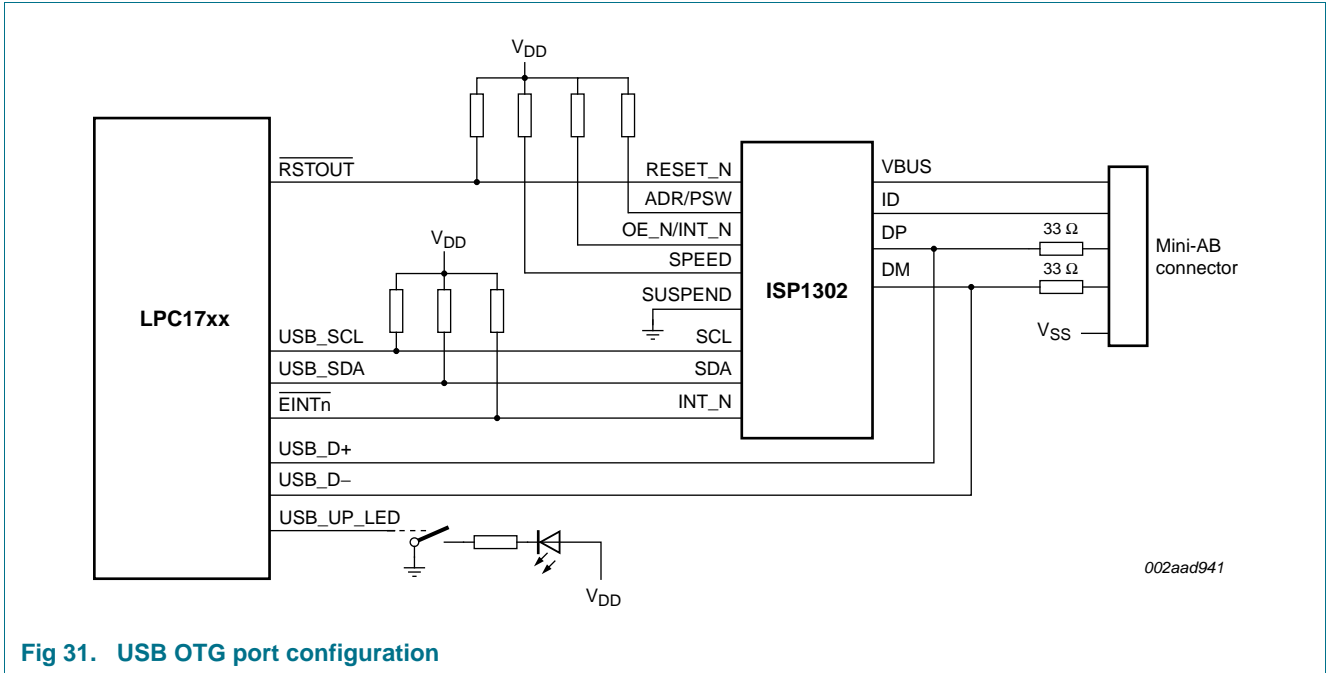 VDD
RSTOUT
RESET_N
ADR/PSW
OE_N/INT_N
SPEED
SUSPEND
VDD
LPC17xx
USB_SCL
SCL
USB_SDA
SDA
EINTn
INT_N
USB_D+
USB_D−
USB_UP_LED
VDD
ISP1302
VBUS
ID
DP
33 Ω
DM
33 Ω
VSS
Mini-AB
connector
002aad941
Fig 31. USB OTG port configuration